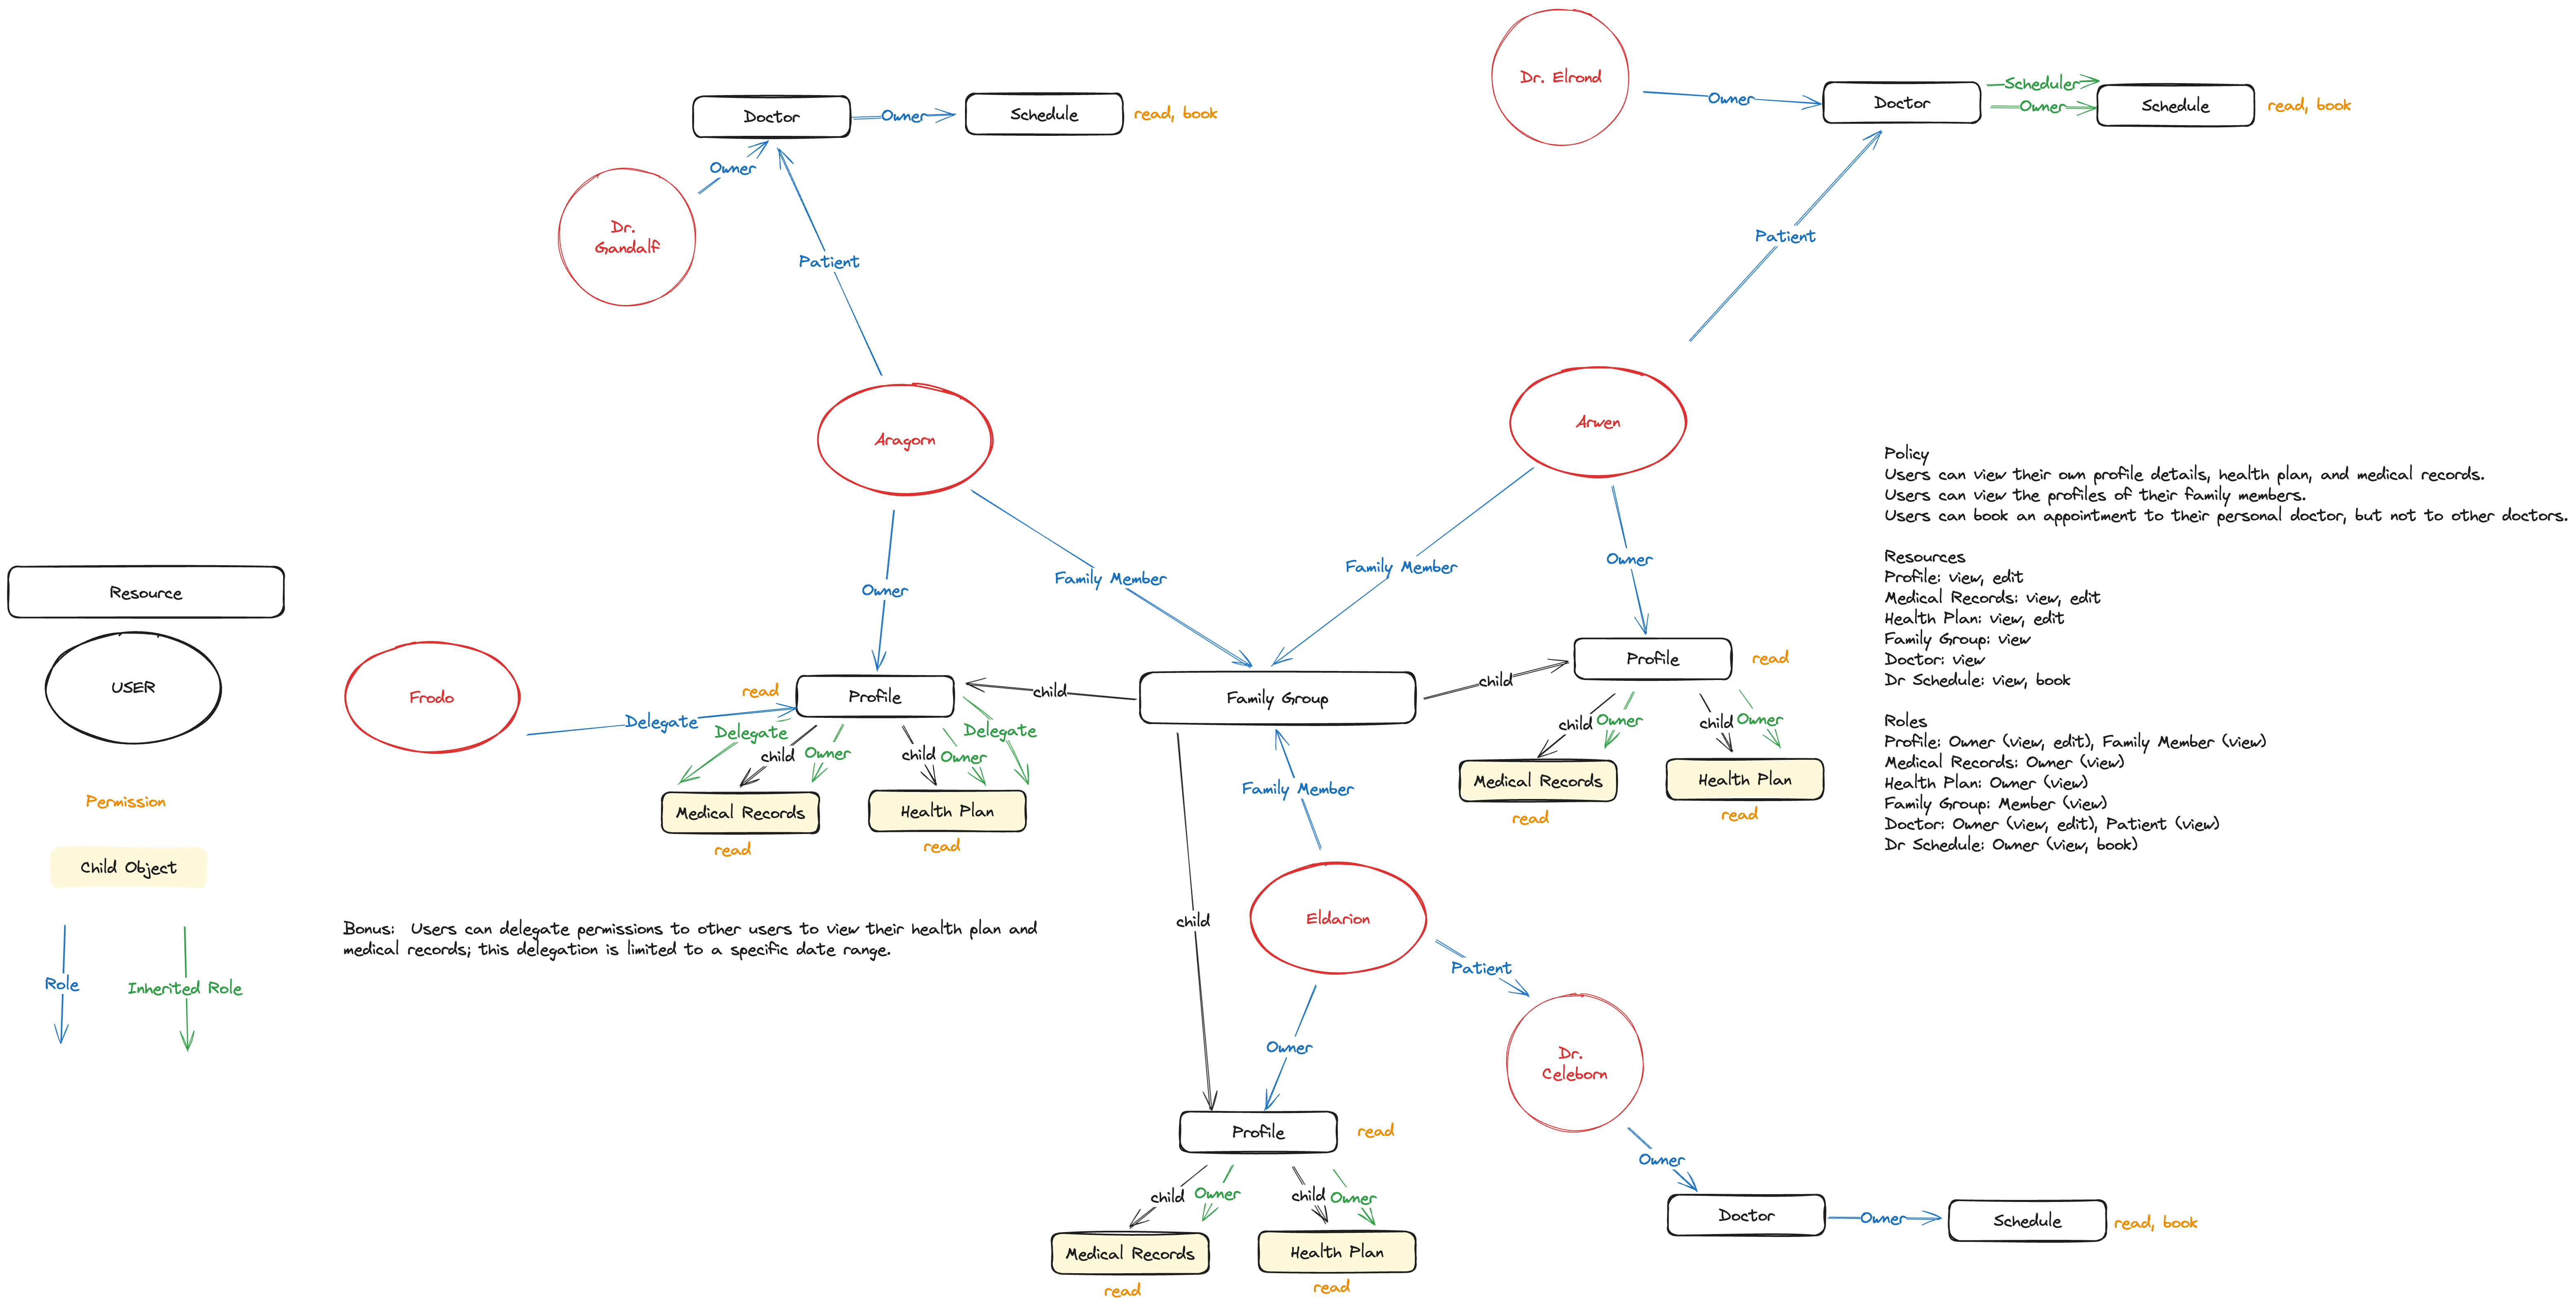 Dr. Elrond
Owner
Doctor
Scheduler
Owner
Schedule
read, book
Doctor
Owner
Schedule
read, book
Owner
Dr.
Gandalf
Patient
Patient
Aragorn
Arwen
Policy
Users can view their own profile details, health plan, and medical records.
Users can view the profiles of their family members.
Users can book an appointment to their personal doctor, but not to other doctors.
Resources
Profile: view, edit
Medical Records: view, edit
Health Plan: view, edit
Family Group: view
Doctor: view
Dr Schedule: view, book
Roles
Profile: Owner (view, edit), Family Member (view)
Medical Records: Owner (view)
Health Plan: Owner (view)
Family Group: Member (view)
Doctor: Owner (view, edit), Patient (view)
Dr Schedule: Owner (view, book)
Owner
Family Member
Family Member
Owner
Resource
USER
Permission
Child Object
Role
Inherited Role
Frodo
Delegate
read
Profile
child
Family Group
child
Profile
read
Delegate
child
Owner
child
Owner
Delegate
Medical Records
read
Health Plan
read
child
Owner
child
Owner
Medical Records
read
Health Plan
read
Family Member
Bonus: Users can delegate permissions to other users to view their health plan and
medical records; this delegation is limited to a specific date range.
child
Eldarion
Patient
Owner
Dr.
Celeborn
Owner
Doctor
Owner
Schedule
read, book
Profile
read
child
Owner
child
Owner
Medical Records
read
Health Plan
read